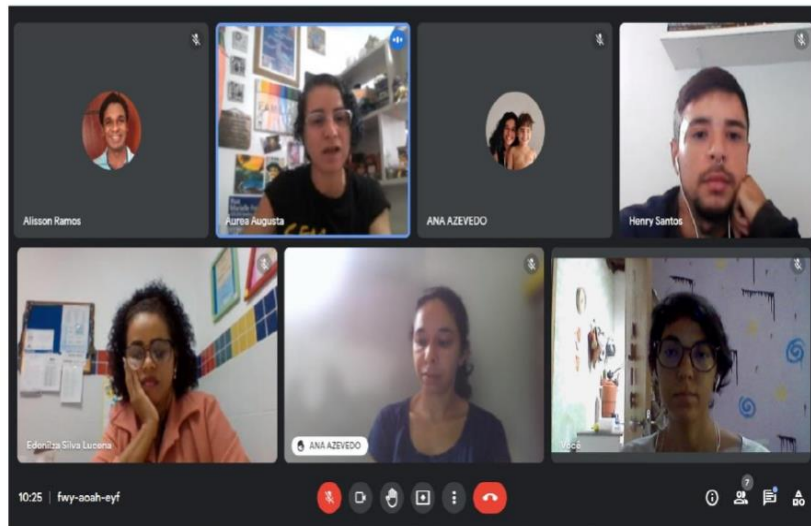 Alisson Ramos
Aurea Augusta
ANA AZEVEDO
Henry Santos
Edenilza Silva Lucena
ANA AZEVEDO
Você
10:25 | fwy-aoah-eyf
7